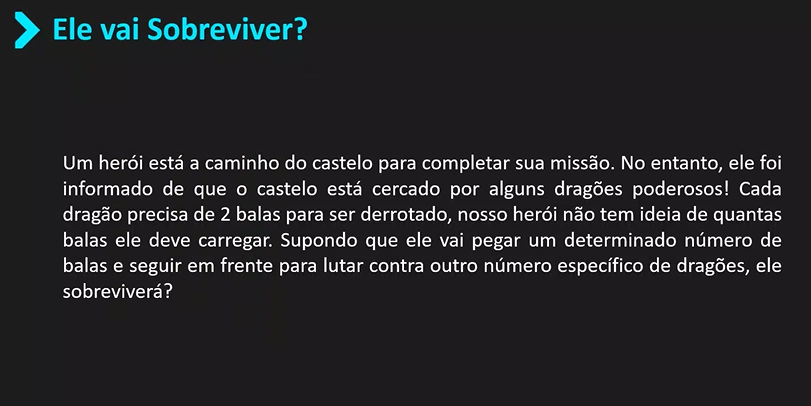 Ele vai Sobreviver?
Um herói está a caminho do castelo para completar sua missão. No entanto, ele foi
informado de que o castelo está cercado por alguns dragões poderosos! Cada
dragão precisa de 2 balas para ser derrotado, nosso herói não tem ideia de quantas
balas ele deve carregar. Supondo que ele vai pegar um determinado número de
balas e seguir em frente para lutar contra outro número específico de dragões, ele
sobreviverá?